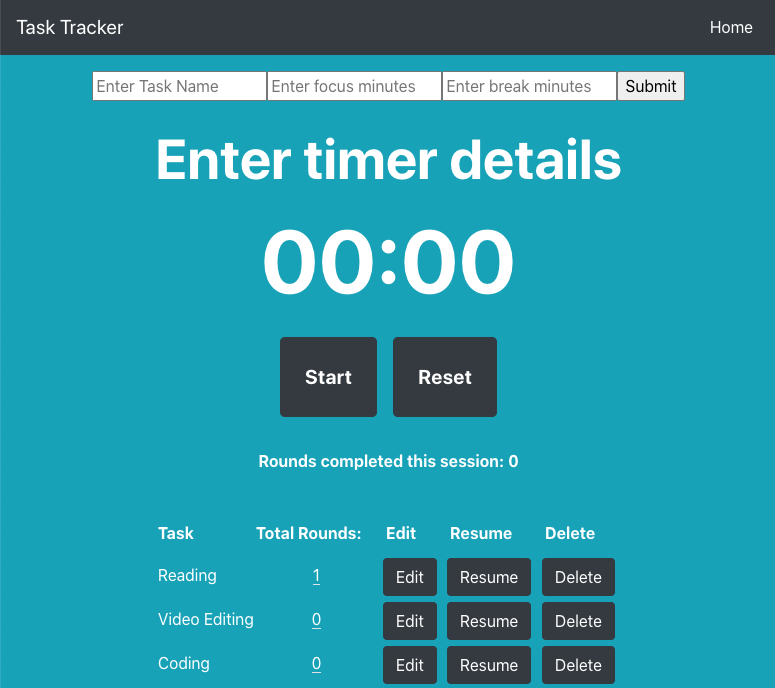 Task Tracker Home
Enter Task Name Enter focus minutes Enter break minutes Submit
Enter timer details
00:00
Start Reset
Rounds completed this session: 0
Task Total Rounds: Edit Resume Delete
Reading 1 Edit Resume Delete
Video Editing 0 Edit Resume Delete
Coding 0 Edit Resume Delete